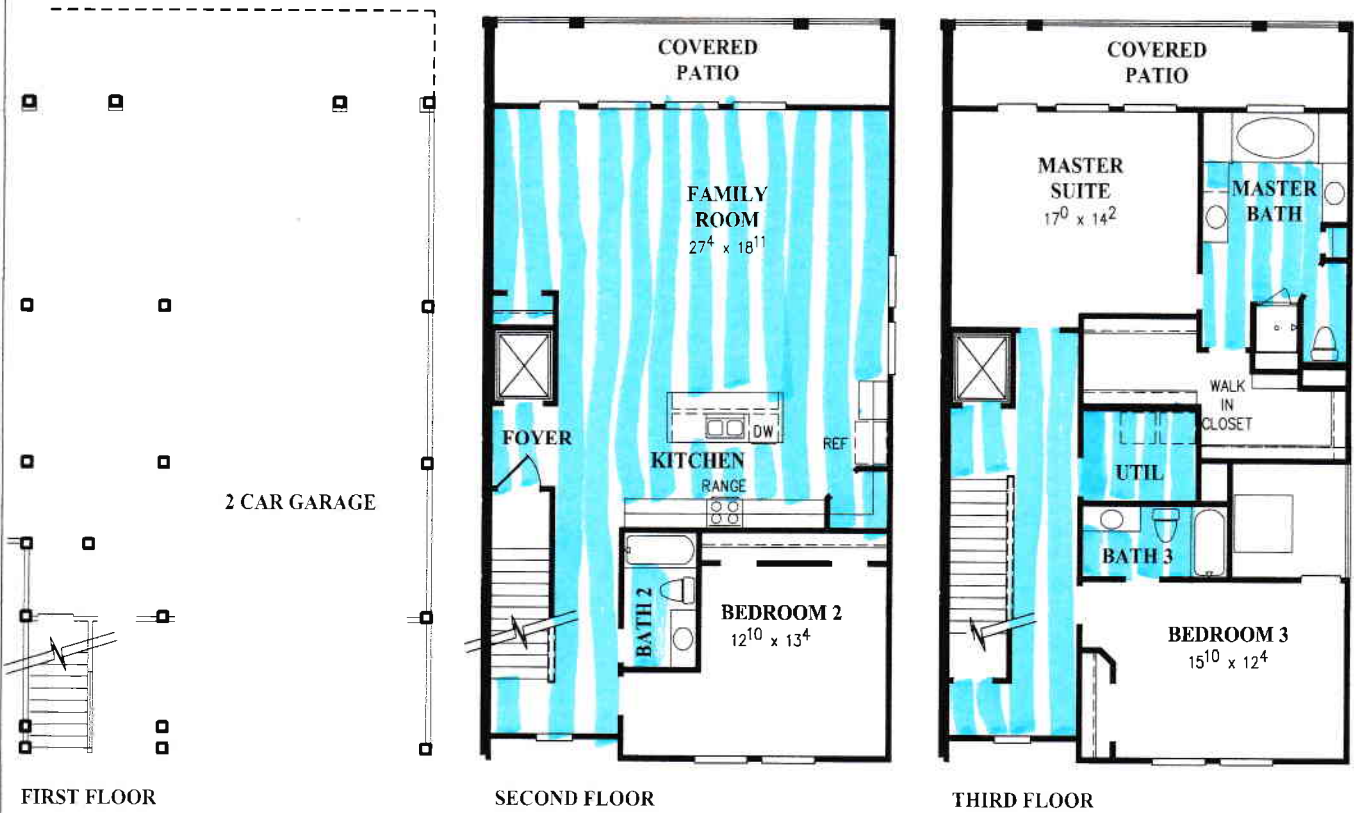 2 CAR GARAGE
FIRST FLOOR
COVERED
PATIO
FAMILY
ROOM
27⁴ x 18¹¹
FOYER
DW
REF
KITCHEN
RANGE
BATH 2
BEDROOM 2
12¹⁰ x 13⁴
SECOND FLOOR
COVERED
PATIO
MASTER
SUITE
17⁰ x 14²
MASTER
BATH
WALK
IN
CLOSET
UTIL
BATH 3
BEDROOM 3
15¹⁰ x 12⁴
THIRD FLOOR